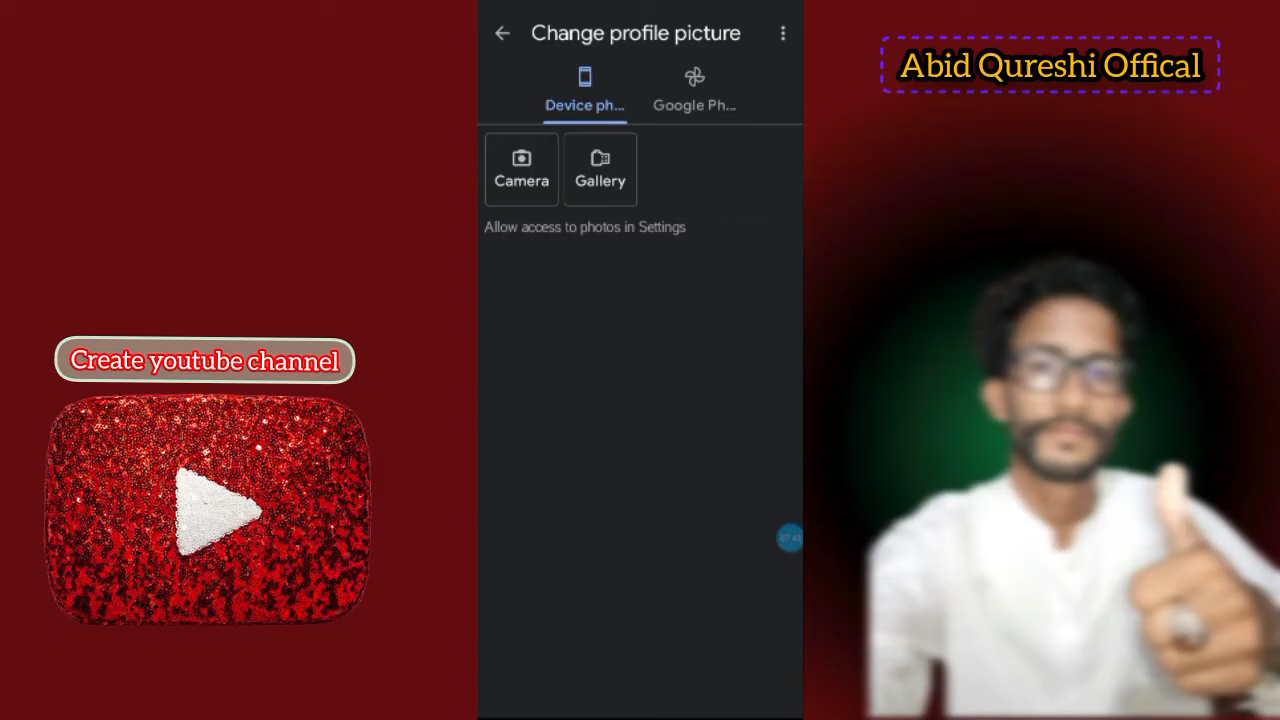 Change profile picture
Device ph...
Google Ph...
Camera
Gallery
Allow access to photos in Settings
Create youtube channel
Abid Qureshi Offical